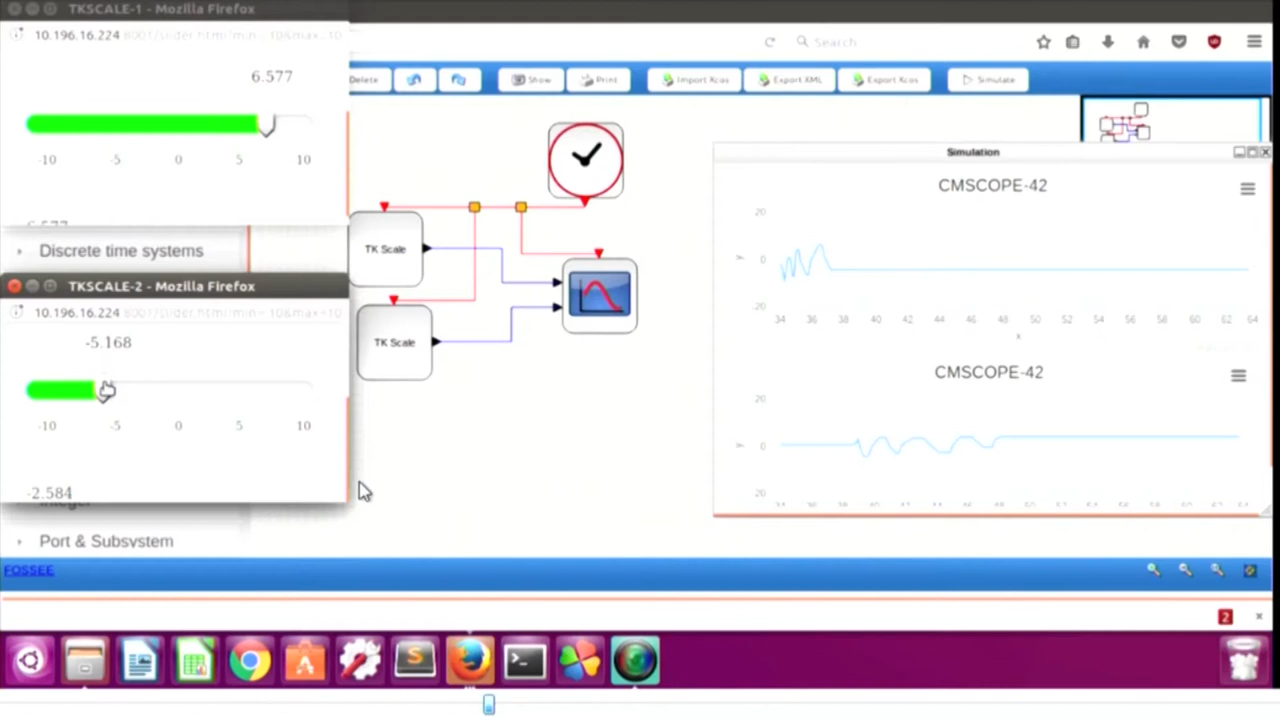 TKSCALE-1 - Mozilla Firefox
10.196.16.224
6.577
-10 -5 0 5 10
Search
Delete
Show
Print
Import Xcos
Export XML
Export Xcos
Simulate
Discrete time systems
TKSCALE-2 - Mozilla Firefox
10.196.16.224
-5.168
-10 -5 0 5 10
-2.584
Integer
Port & Subsystem
TK Scale
TK Scale
Simulation
CMSCOPE-42
20
y 0
-20
34 36 38 40 42 44 46 48 50 52 54 56 58 60 62 64
x
CMSCOPE-42
20
y 0
20
FOSSEE
2